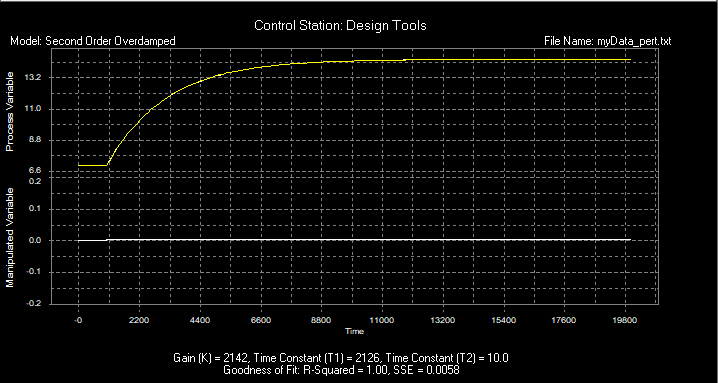 Control Station: Design Tools
Model: Second Order Overdamped File Name: myData_pert.txt
Process Variable
13.2
11.0
8.8
6.6
Manipulated Variable
0.2
0.1
0.0
-0.1
-0.2
-0 2200 4400 6600 8800 11000 13200 15400 17600 19800
Time
Gain (K) = 2142, Time Constant (T1) = 2126, Time Constant (T2) = 10.0
Goodness of Fit: R-Squared = 1.00, SSE = 0.0058